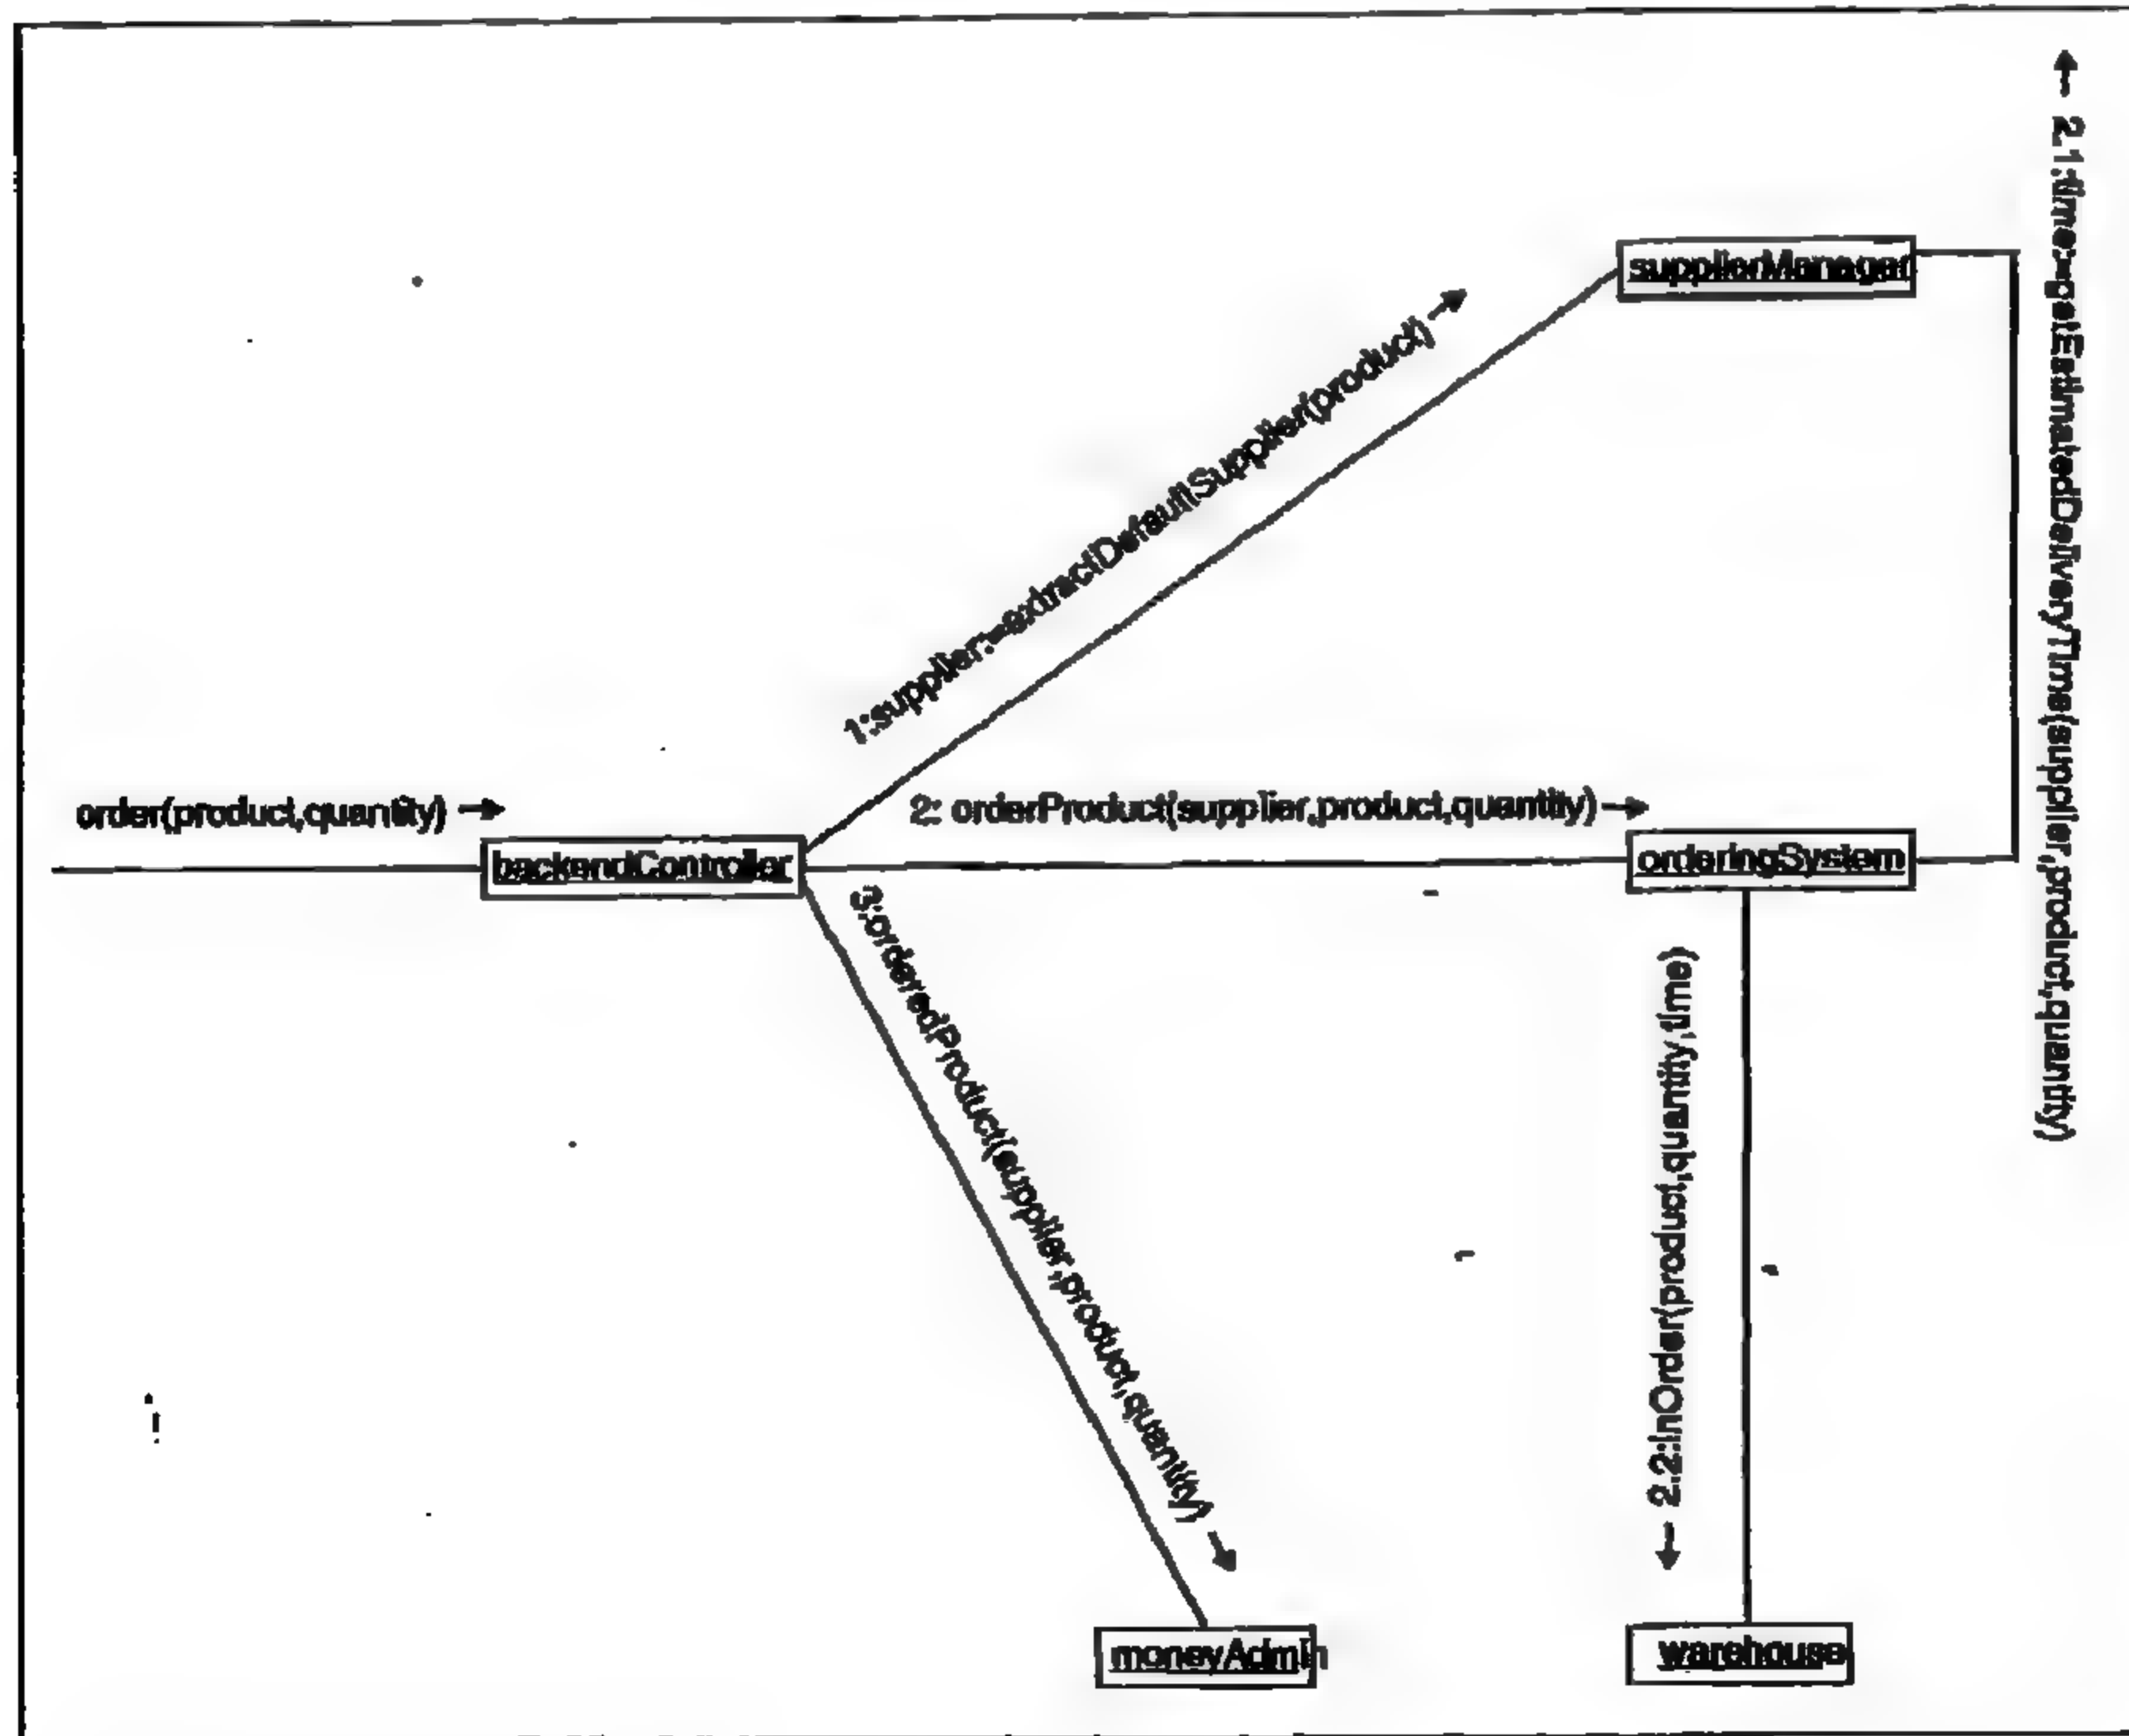 2.1:time:=getEstimatedDeliveryTime(supplier,product,quantity)
supplierManager
1:supplier:=extractDefaultSupplier(product)
order(product,quantity)
2: orderProduct(supplier,product,quantity)
backendController
orderingSystem
3:orderedProduct(supplier,product,quantity)
2.2:inOrder(product,quantity,time)
moneyAdmin
warehouse